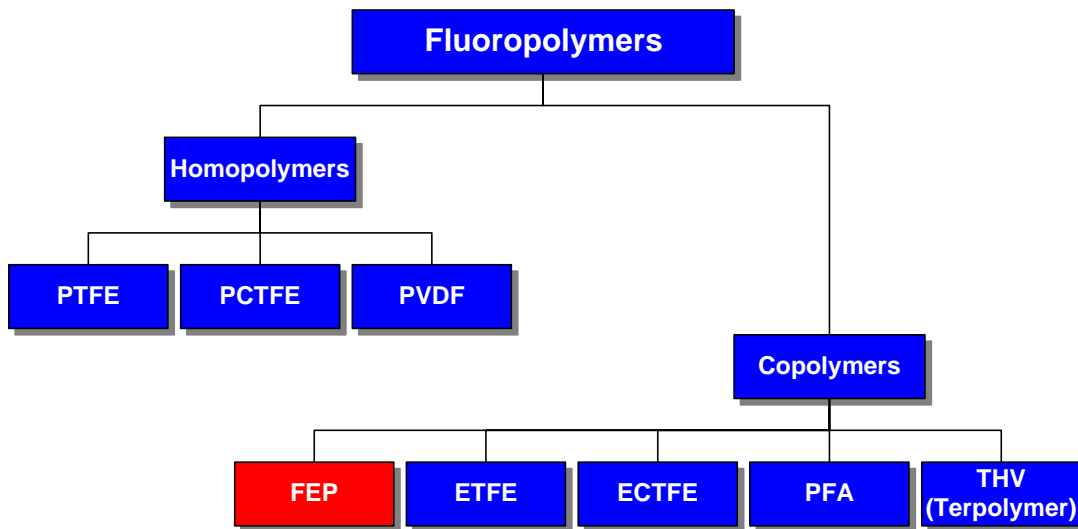 Fluoropolymers
Homopolymers
PTFE
PCTFE
PVDF
Copolymers
FEP
ETFE
ECTFE
PFA
THV
(Terpolymer)